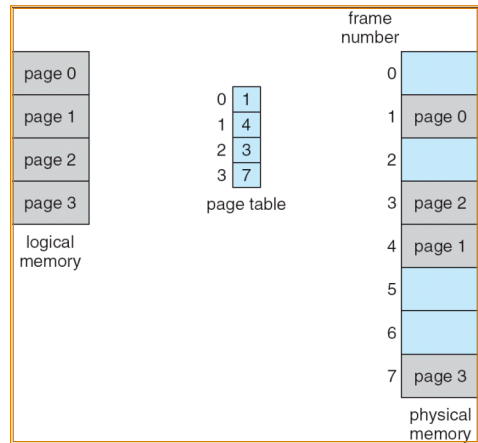 page 0
page 1
page 2
page 3
logical
memory
0 1
1 4
2 3
3 7
page table
frame
number
0
1 page 0
2
3 page 2
4 page 1
5
6
7 page 3
physical
memory